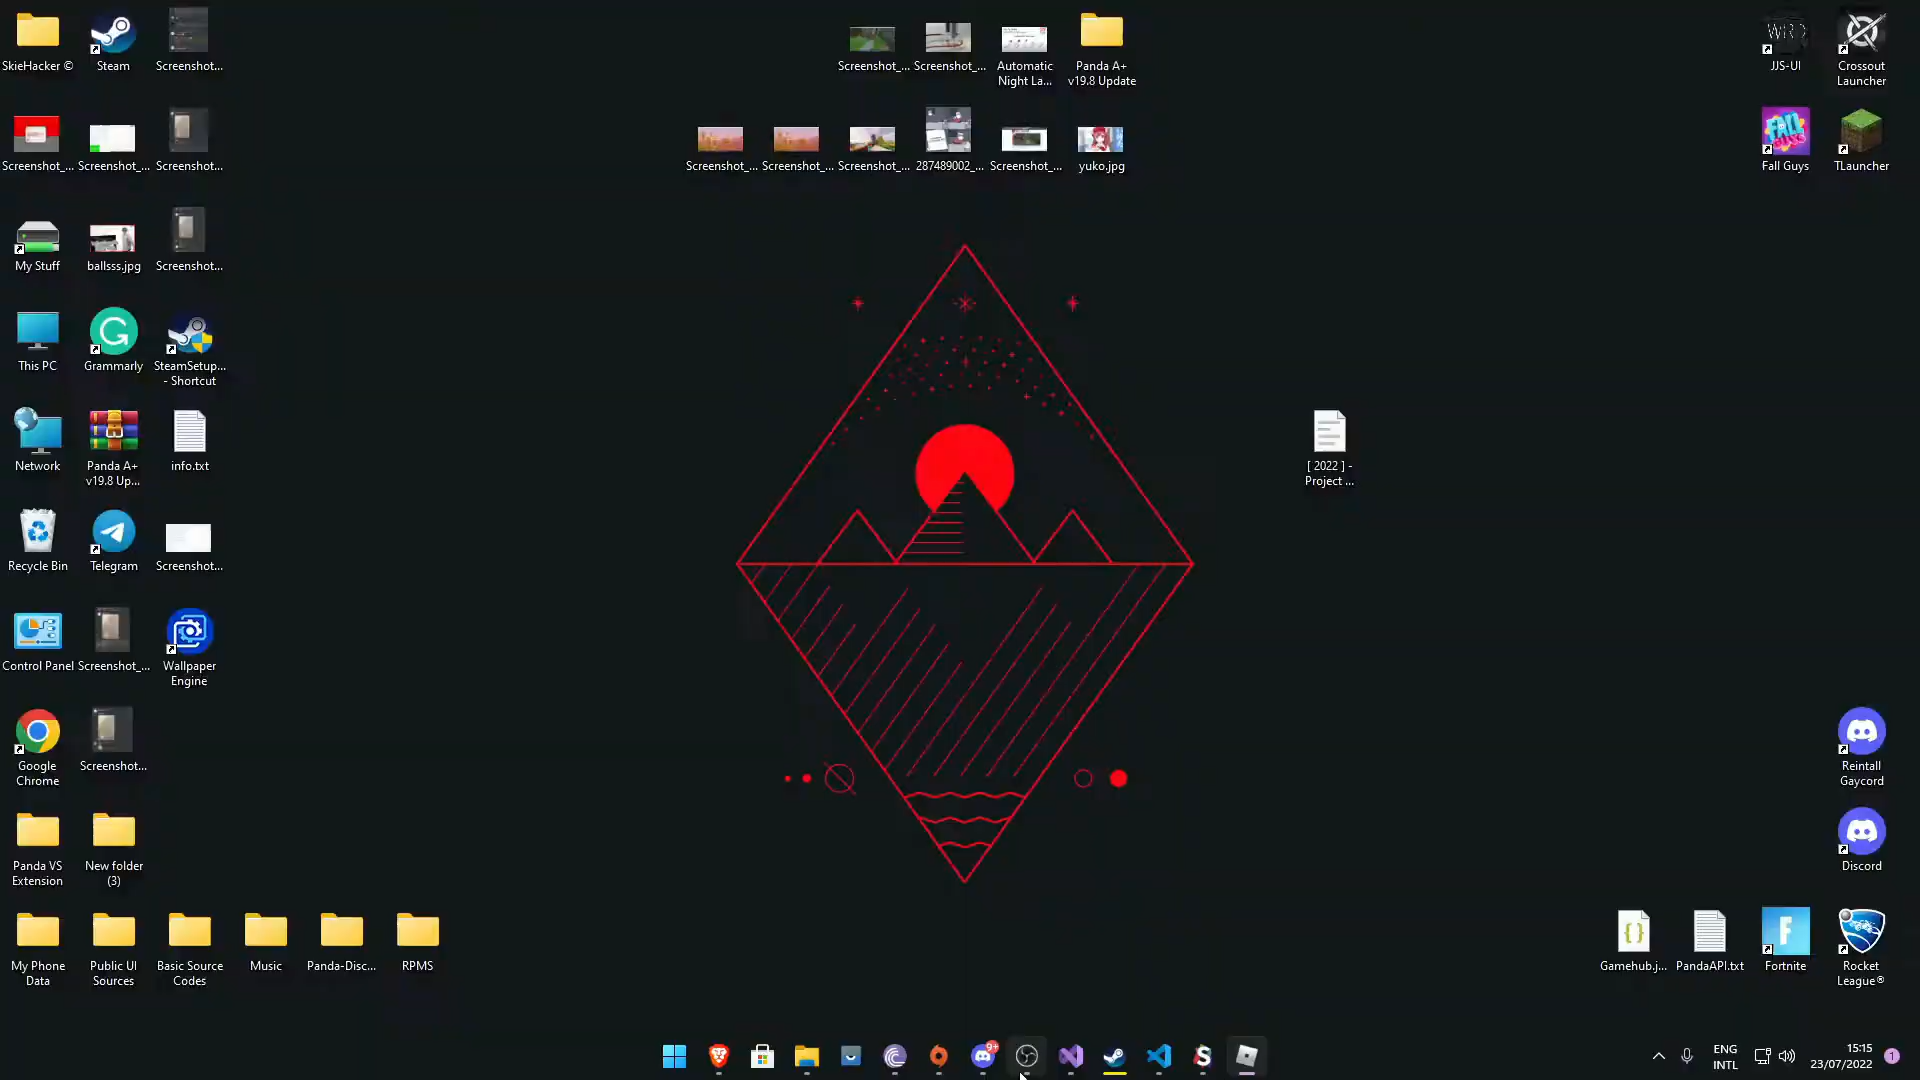 SkieHacker ©
Steam
Screenshot...
Screenshot_...
Screenshot_...
Automatic
Night La...
Panda A+
v19.8 Update
JJS-UI
Crossout
Launcher
Screenshot_...
Screenshot_...
Screenshot...
Screenshot_...
Screenshot_...
Screenshot_...
287489002_...
Screenshot_...
yuko.jpg
FALL
GUYS
Fall Guys
TLauncher
My Stuff
ballsss.jpg
Screenshot...
This PC
Grammarly
SteamSetup...
- Shortcut
Network
Panda A+
v19.8 Up...
info.txt
[ 2022 ] -
Project ...
Recycle Bin
Telegram
Screenshot...
Control Panel
Screenshot_...
Wallpaper
Engine
Google
Chrome
Screenshot...
Reintall
Gaycord
Panda VS
Extension
New folder
(3)
Discord
My Phone
Data
Public UI
Sources
Basic Source
Codes
Music
Panda-Disc...
RPMS
Gamehub.j...
PandaAPI.txt
Fortnite
Rocket
League®
9+
ENG
INTL
15:15
23/07/2022
1